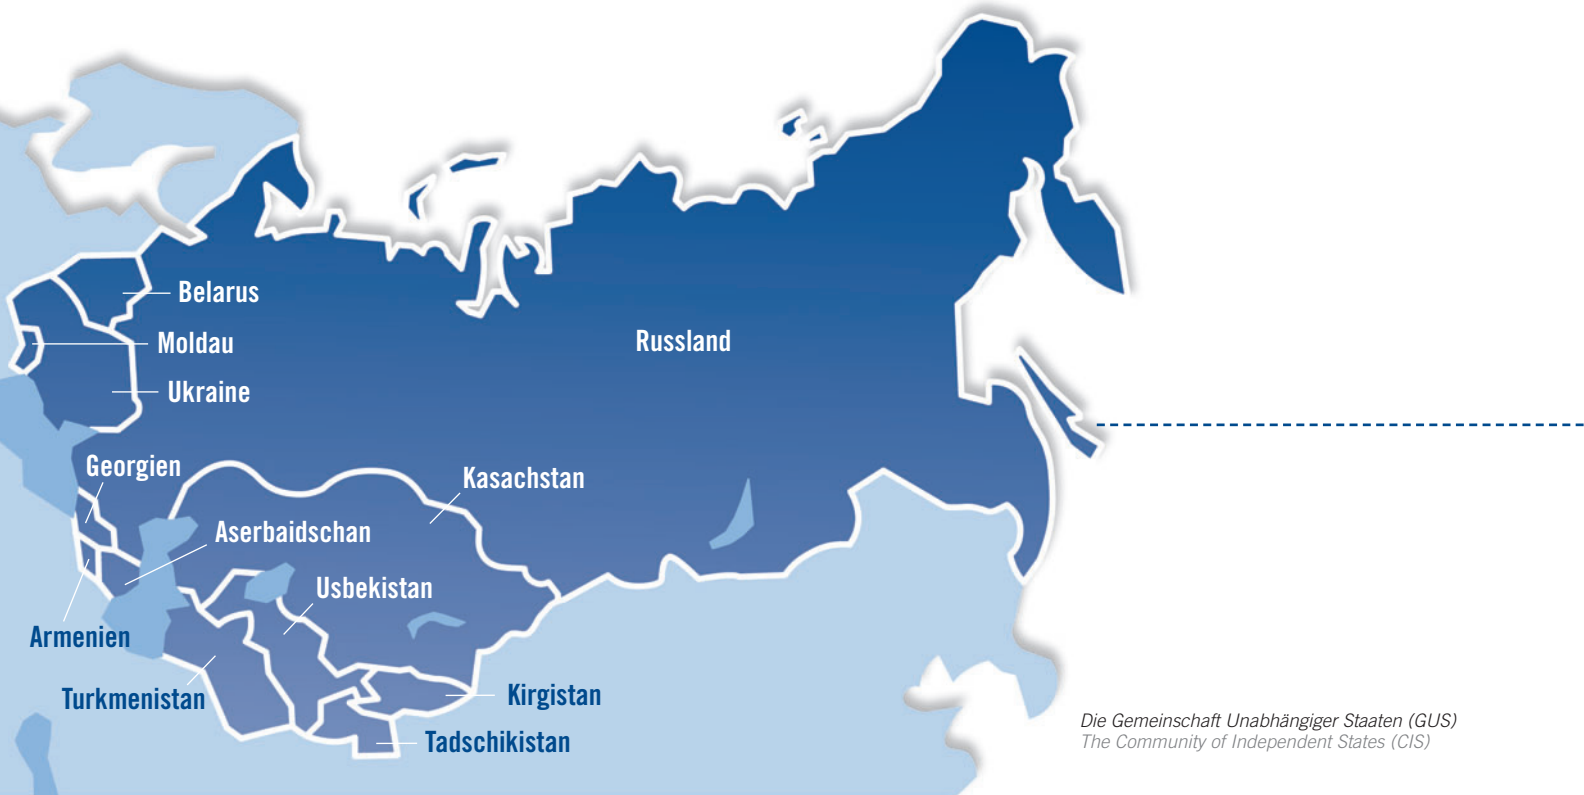 Belarus
Moldau
Russland
Ukraine
Georgien
Kasachstan
Aserbaidschan
Usbekistan
Armenien
Turkmenistan
Kirgistan
Tadschikistan
Die Gemeinschaft Unabhängiger Staaten (GUS)
The Community of Independent States (CIS)